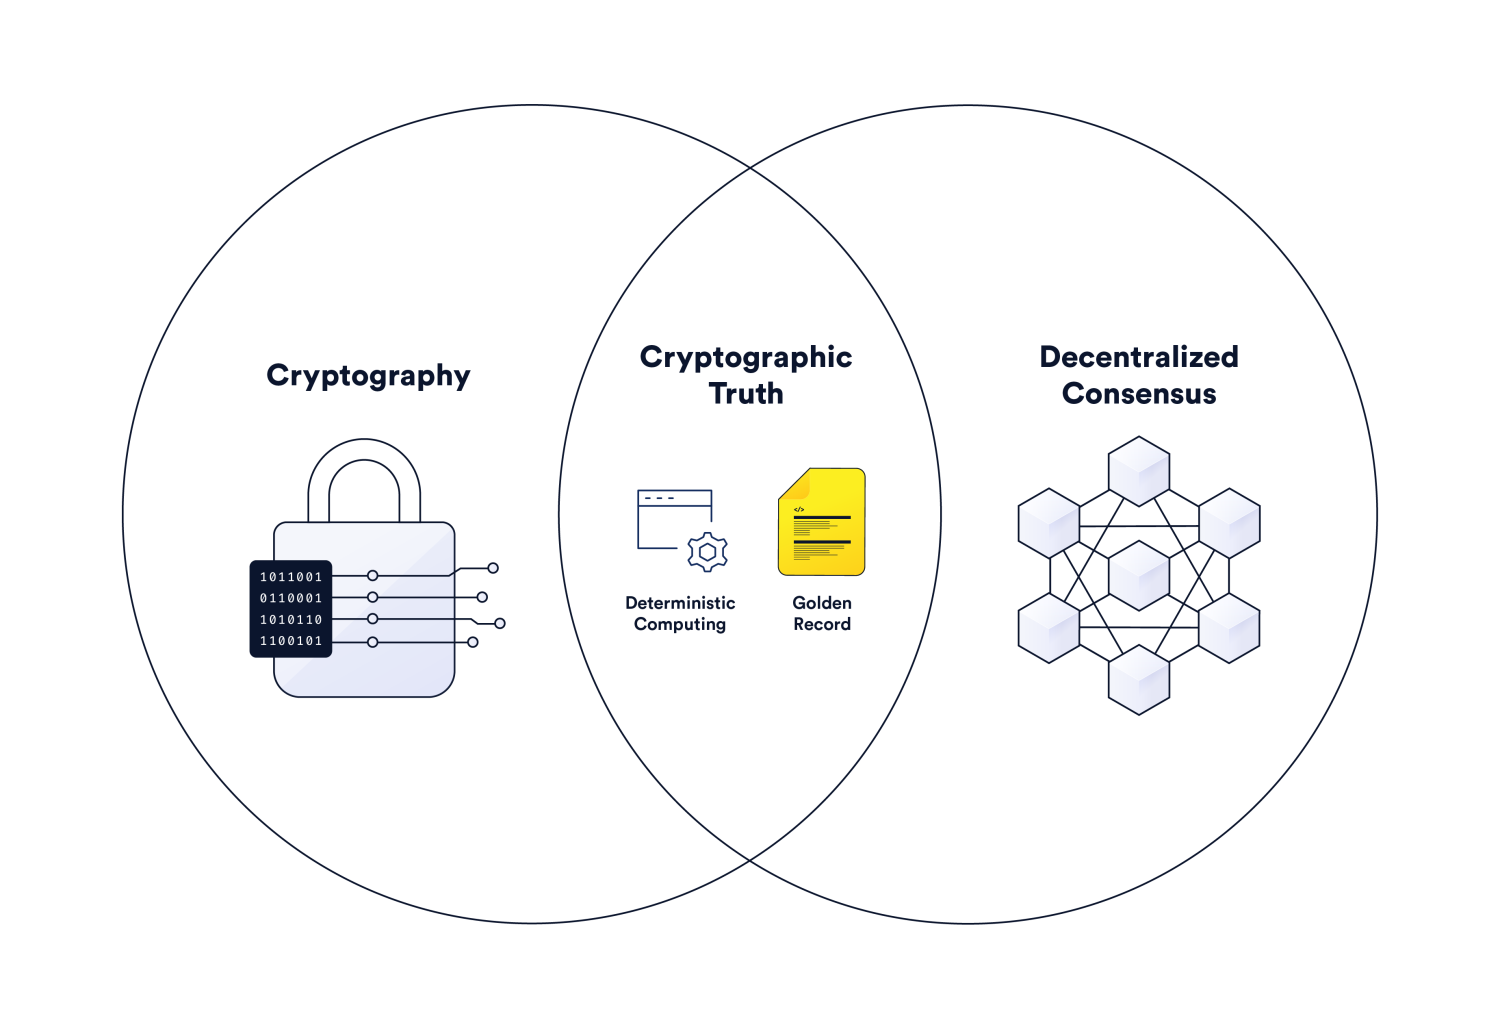 Cryptography
1011001
0110001
1010110
1100101
Cryptographic
Truth
Deterministic
Computing
</>
Golden
Record
Decentralized
Consensus